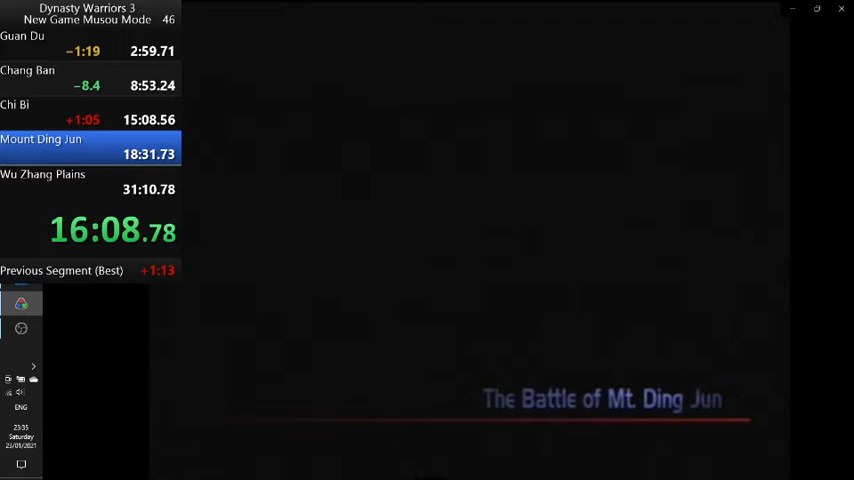 Dynasty Warriors 3
New Game Musou Mode 46
Guan Du
−1:19 2:59.71
Chang Ban
−8.4 8:53.24
Chi Bi
+1:05 15:08.56
Mount Ding Jun
18:31.73
Wu Zhang Plains
31:10.78
16:08.78
Previous Segment (Best) +1:13
ENG
23:35
Saturday
23/01/2021
The Battle of Mt. Ding Jun